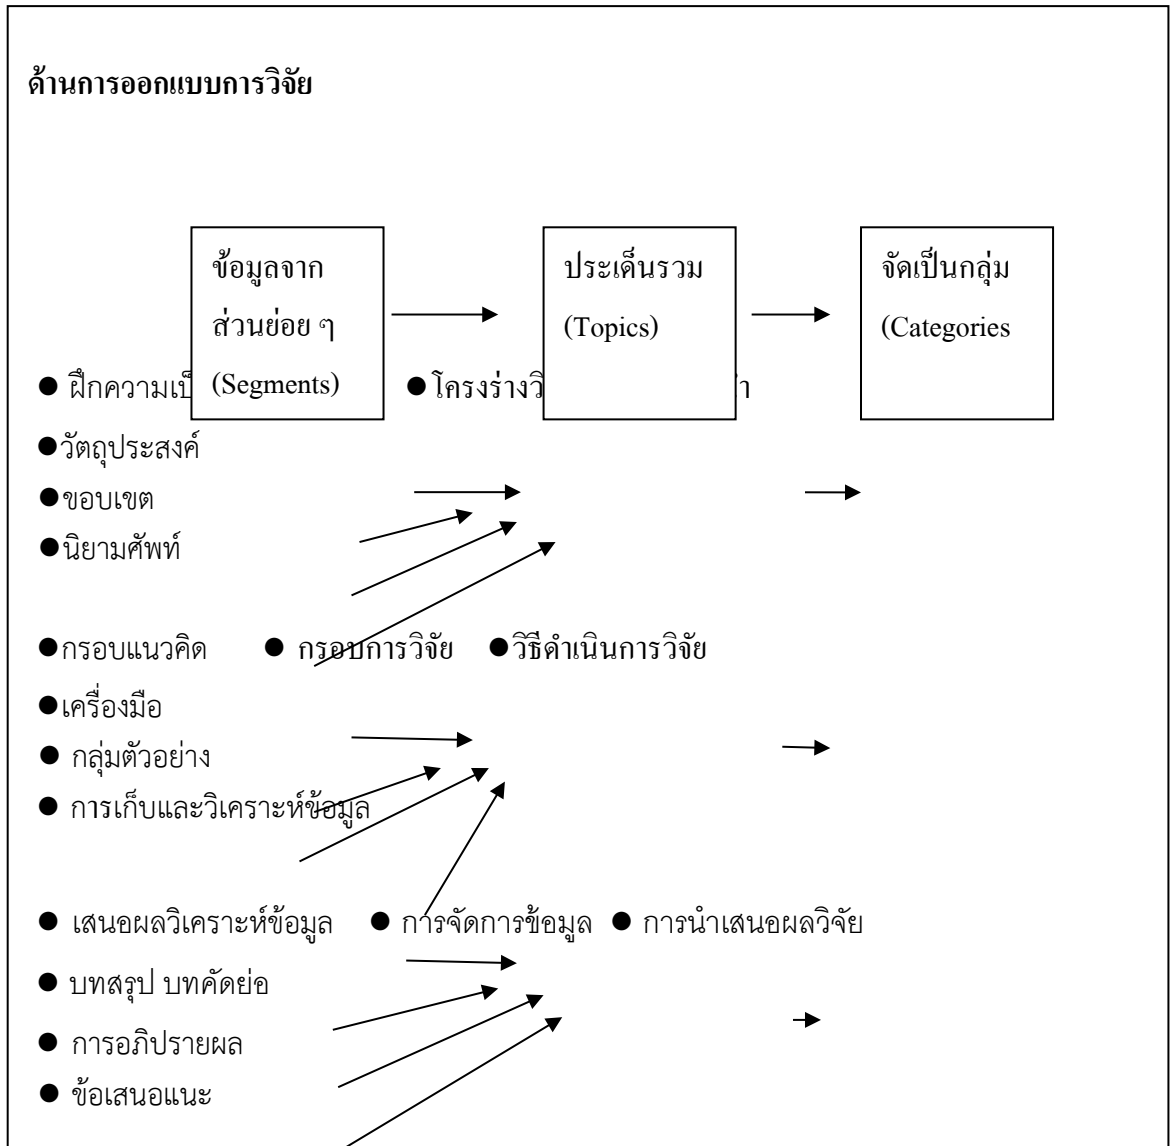 ด้านการออกแบบการวิจัย
ข้อมูลจาก
ส่วนย่อย ๆ
(Segments)
ประเด็นรวม
(Topics)
จัดเป็นกลุ่ม
(Categories
● โครงร่าง
●วัตถุประสงค์
●ขอบเขต
●นิยามศัพท์
●กรอบแนวคิด ● กรอบการวิจัย ●วิธีดำเนินการวิจัย
●เครื่องมือ
● กลุ่มตัวอย่าง
● การเก็บและวิเคราะห์ข้อมูล
● เสนอผลวิเคราะห์ข้อมูล ● การจัดการข้อมูล ● การนำเสนอผลวิจัย
● บทสรุป บทคัดย่อ
● การอภิปรายผล
● ข้อเสนอแนะ